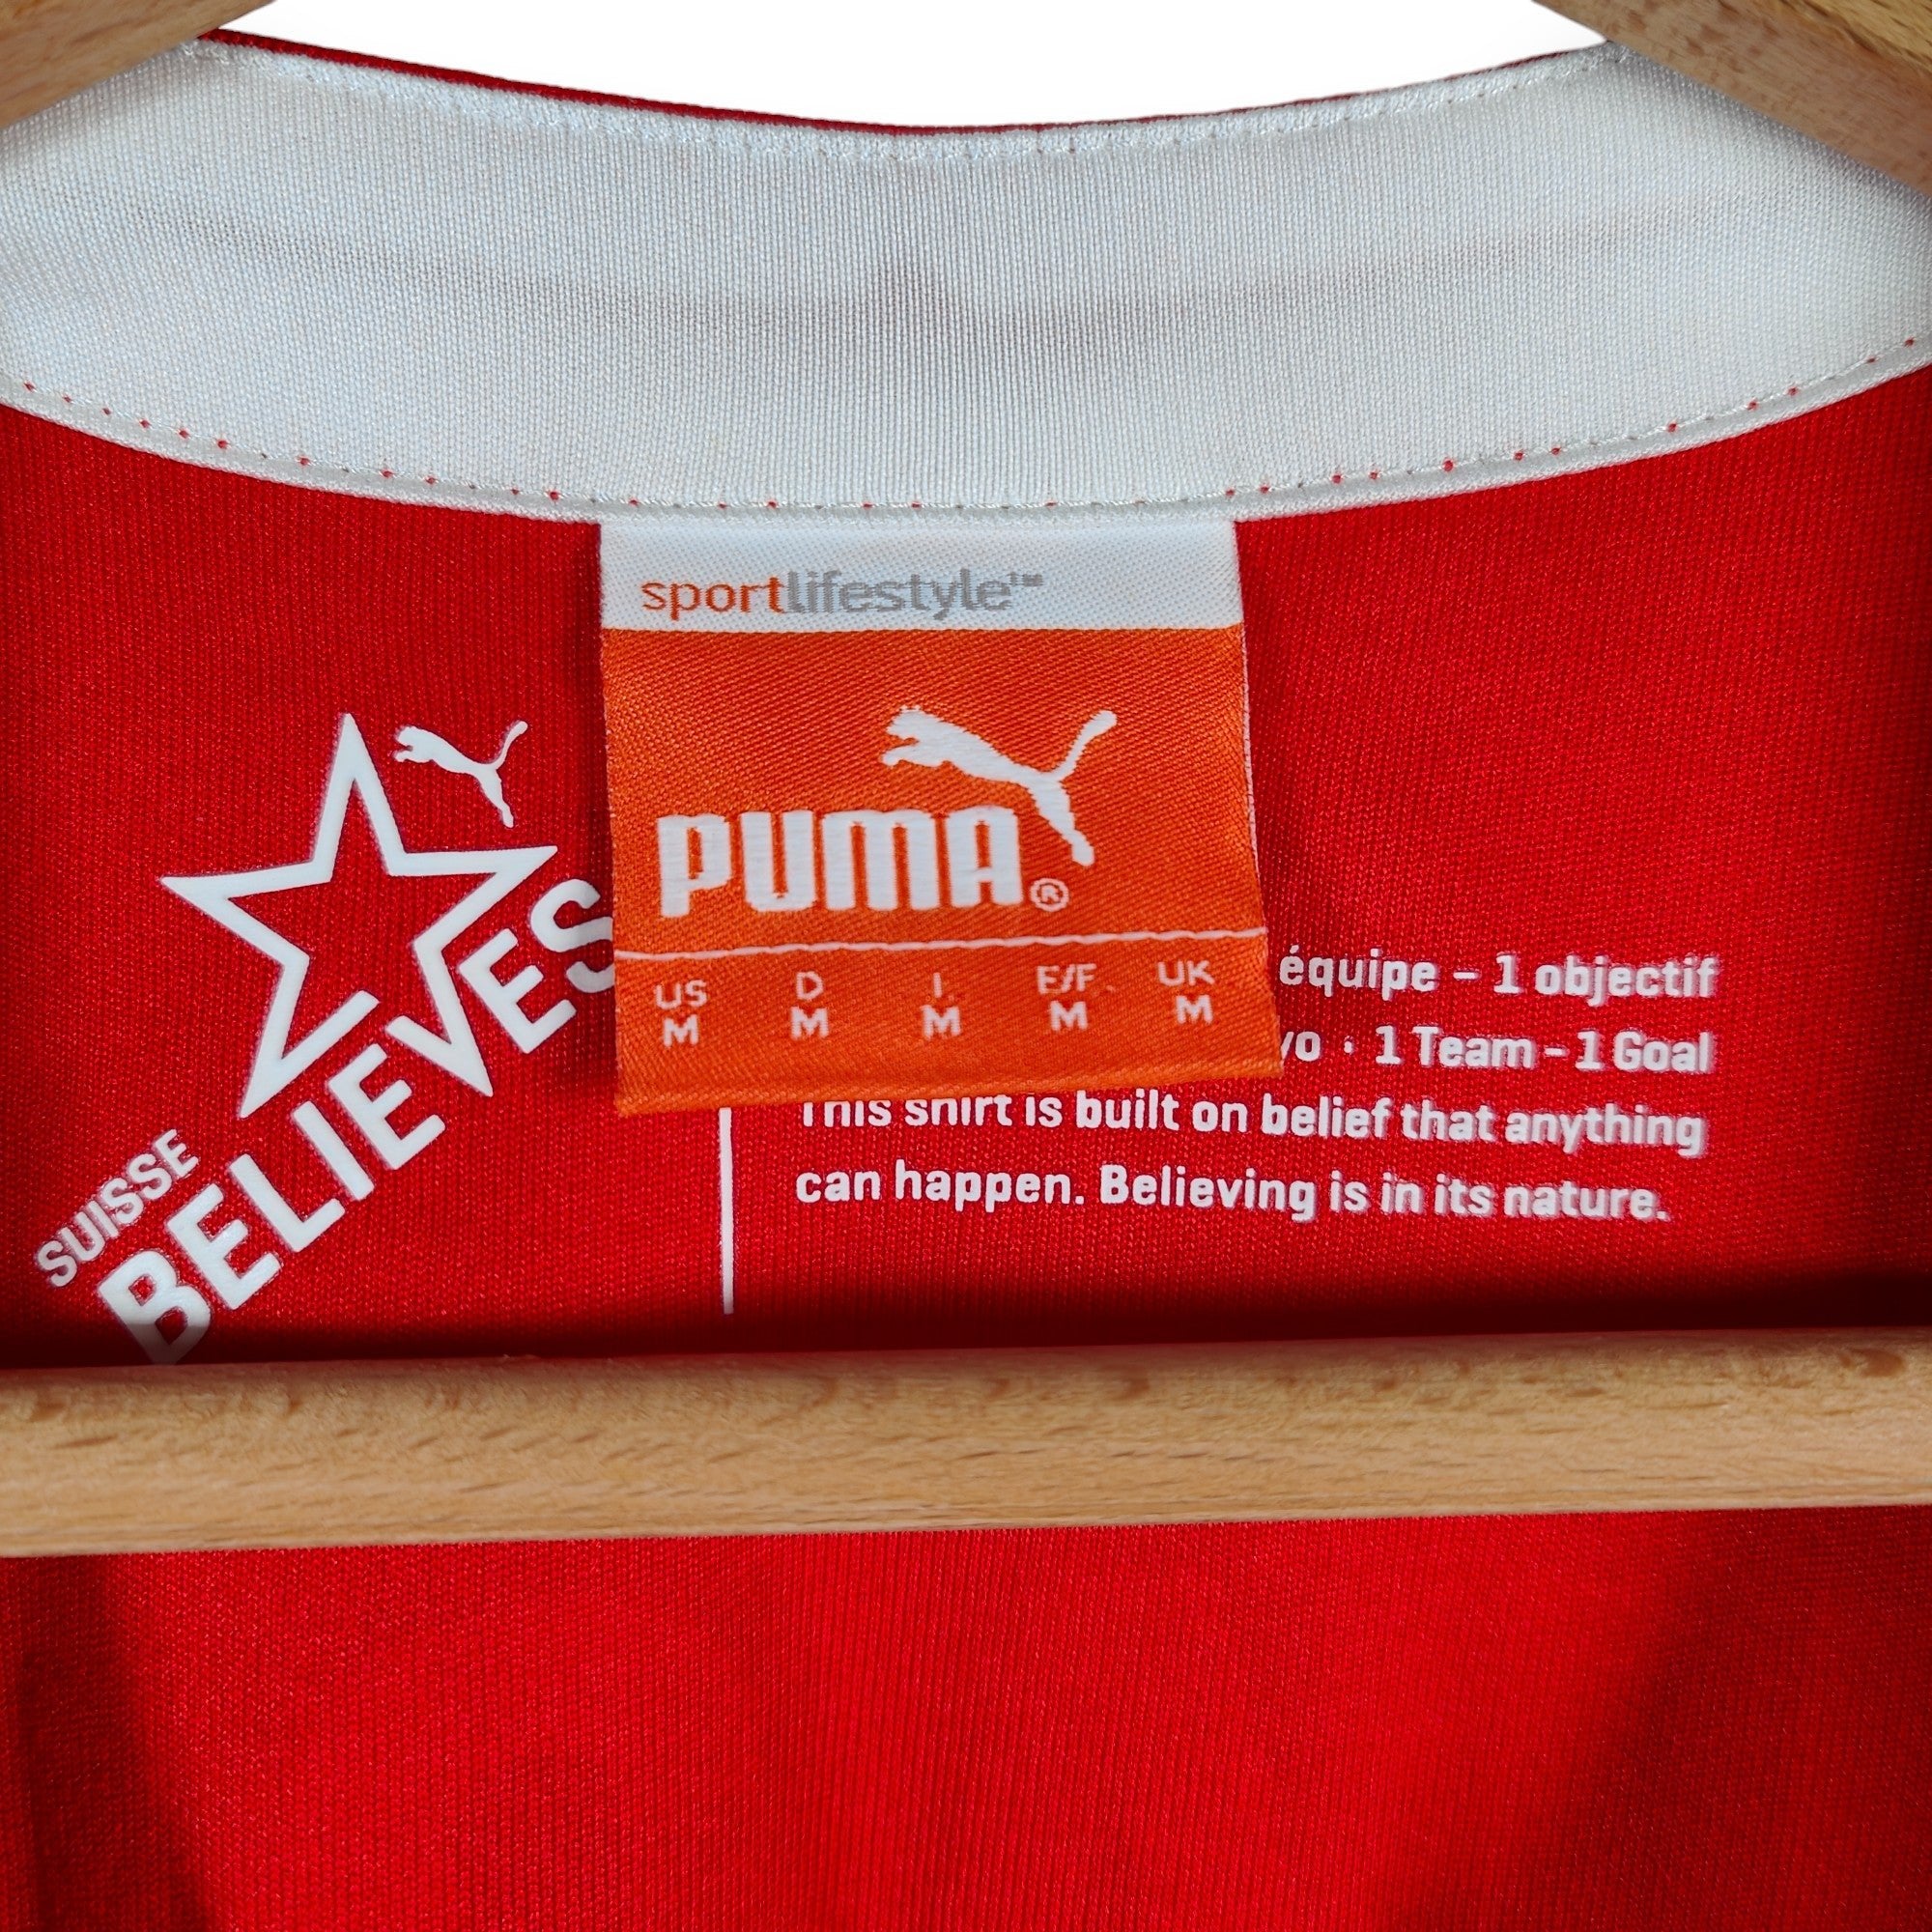 sportlifestyle™
PUMA®
US D I E/F UK
M M M M M
SUISSE
BELIEVES
équipe – 1 objectif
· 1 Team – 1 Goal
This shirt is built on belief that anything
can happen. Believing is in its nature.